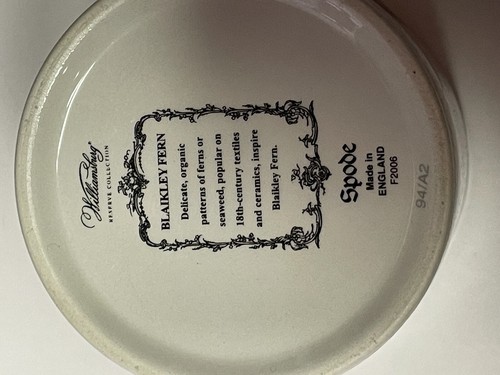 Williamsburg
RESERVE COLLECTION
BLAIKLEY FERN
Delicate, organic
patterns of ferns or
seaweed, popular on
18th-century textiles
and ceramics, inspire
Blaikley Fern.
Spode
Made in
ENGLAND
F2006
94/A2